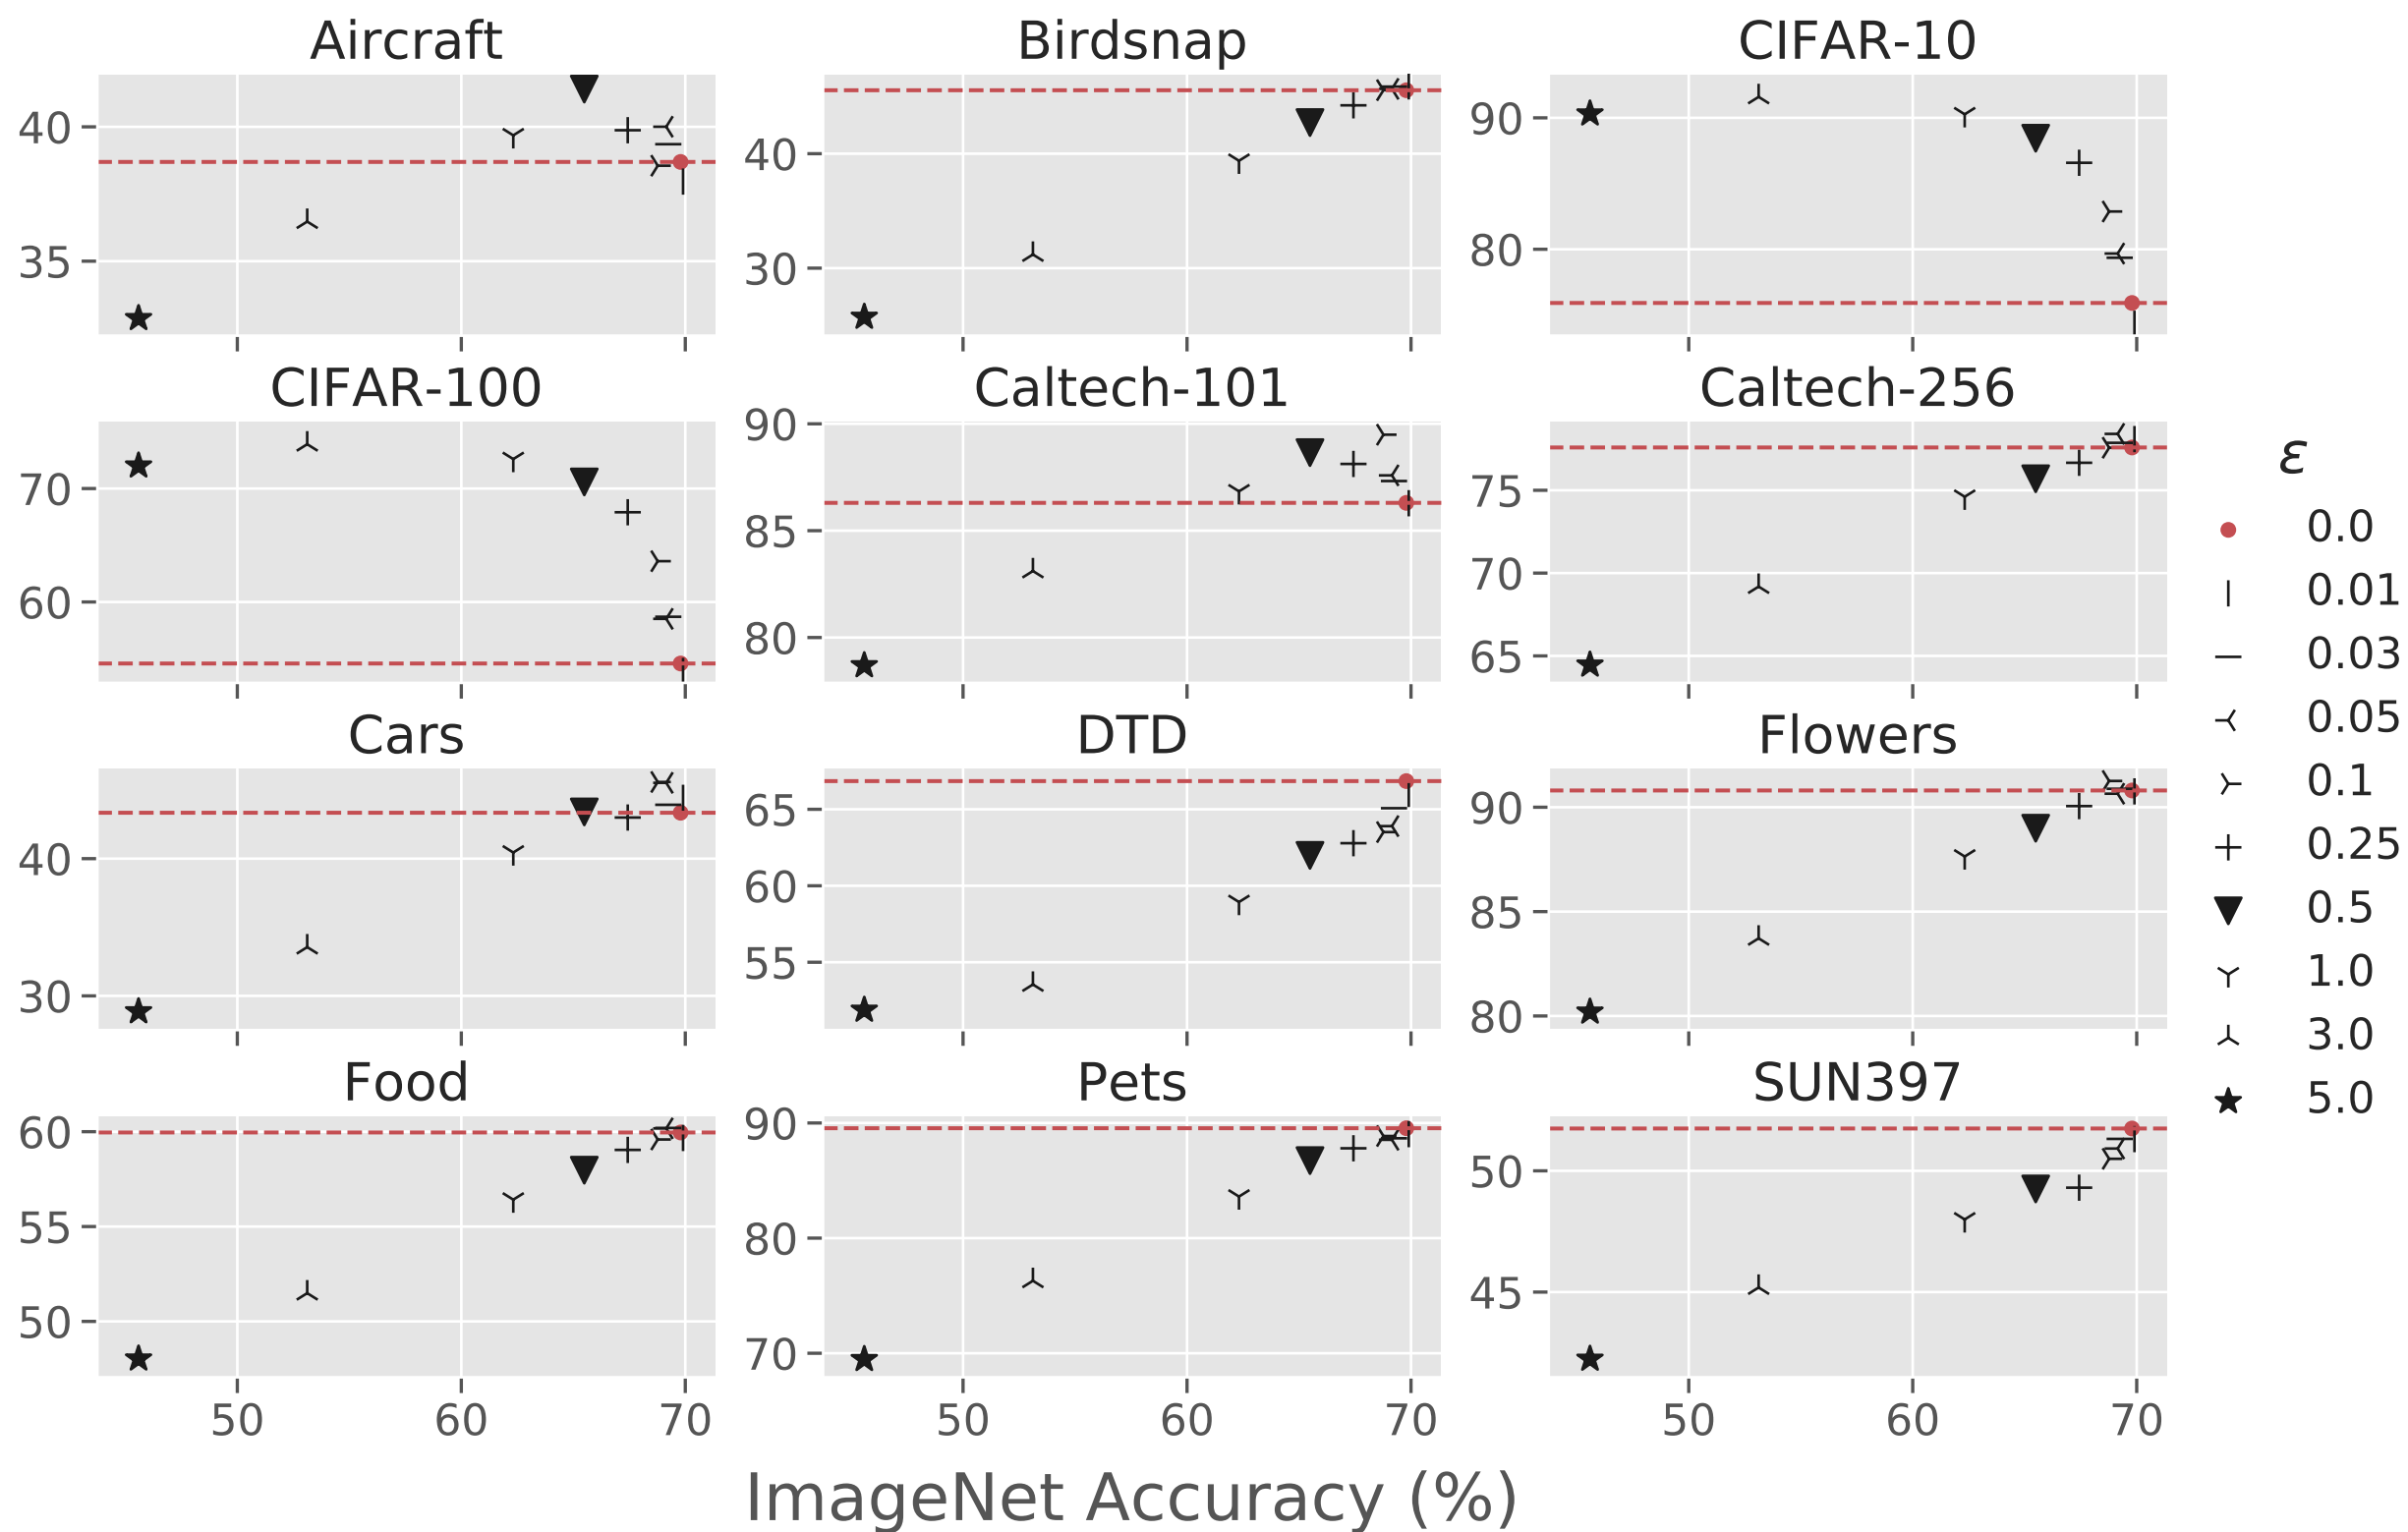 Aircraft
Birdsnap
CIFAR-10
40
35
40
30
90
80
CIFAR-100
Caltech-101
Caltech-256
70
60
90
85
80
75
70
65
Cars
DTD
Flowers
40
30
65
60
55
90
85
80
Food
Pets
SUN397
60
55
50
90
80
70
50
45
50 60 70
50 60 70
50 60 70
ImageNet Accuracy (%)
ε
0.0
0.01
0.03
0.05
0.1
0.25
0.5
1.0
3.0
5.0